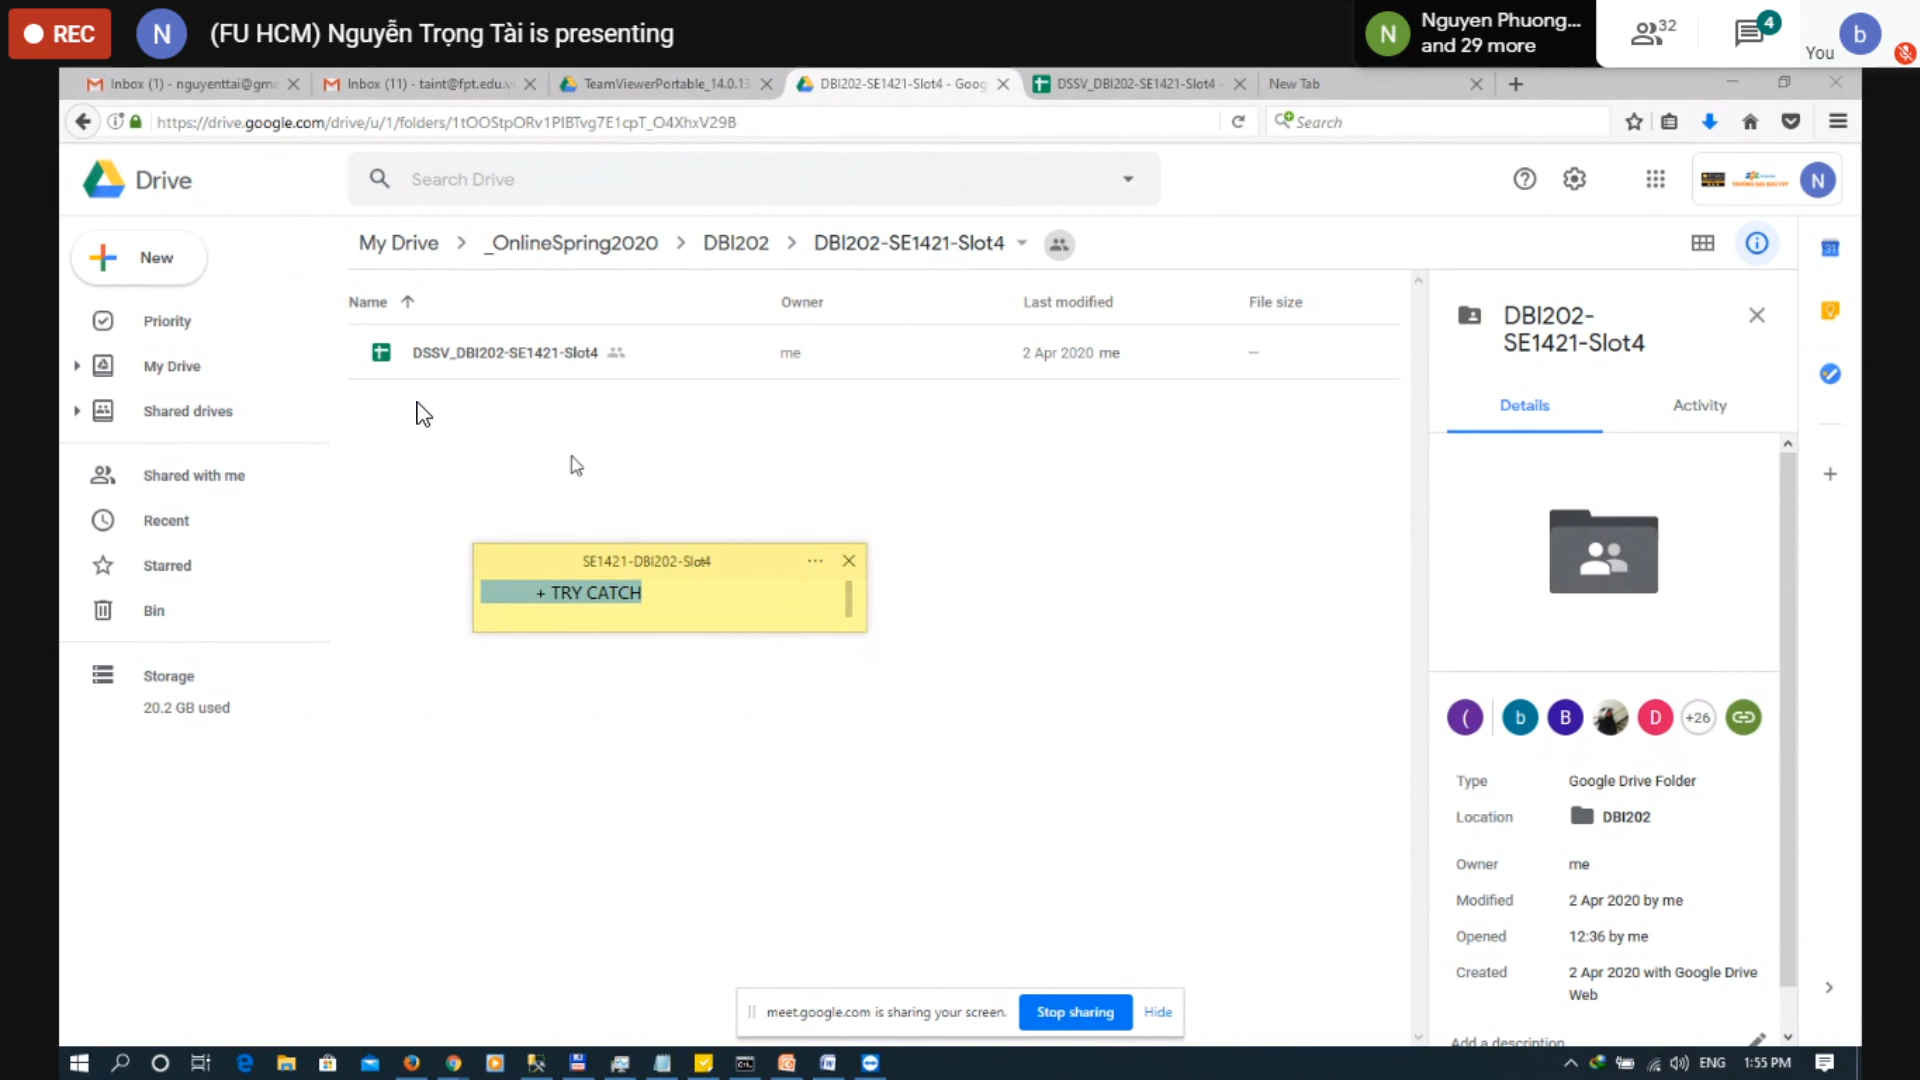 REC
N
(FU HCM) Nguyễn Trọng Tài is presenting
N
Nguyen Phuong...
and 29 more
32
4
You
b
Inbox (1) - nguyenttai@gma
Inbox (11) - taint@fpt.edu.v
TeamViewerPortable_14.0.13
DBI202-SE1421-Slot4 - Goog
DSSV_DBI202-SE1421-Slot4 -
New Tab
https://drive.google.com/drive/u/1/folders/1tOOStpORv1PIBTvg7E1cpT_O4XhxV29B
Search
Drive
Search Drive
N
New
My Drive > _OnlineSpring2020 > DBI202 > DBI202-SE1421-Slot4
31
Name
Owner
Last modified
File size
DSSV_DBI202-SE1421-Slot4
me
2 Apr 2020 me
–
Priority
My Drive
Shared drives
Shared with me
Recent
Starred
Bin
Storage
20.2 GB used
SE1421-DBI202-Slot4
+ TRY CATCH
DBI202-
SE1421-Slot4
Details
Activity
(
b
B
D
+26
Type
Google Drive Folder
Location
DBI202
Owner
me
Modified
2 Apr 2020 by me
Opened
12:36 by me
Created
2 Apr 2020 with Google Drive
Web
Add a description
meet.google.com is sharing your screen.
Stop sharing
Hide
ENG
1:55 PM